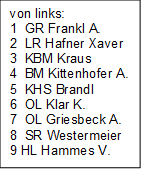 von links:
1 GR Frankl A.
2 LR Hafner Xaver
3 KBM Kraus
4 BM Kittenhofer A.
5 KHS Brandl
6 OL Klar K.
7 OL Griesbeck A.
8 SR Westermeier
9 HL Hammes V.